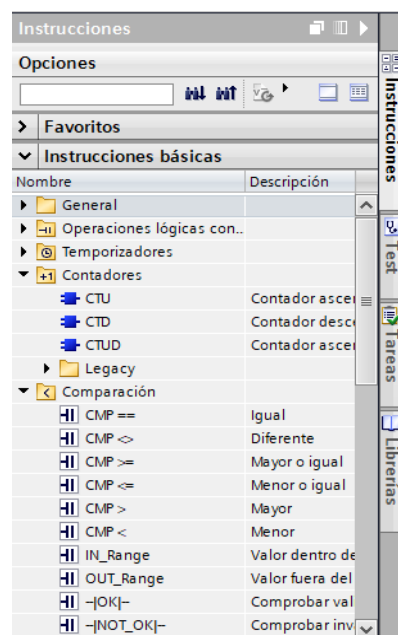 Instrucciones
Opciones
Favoritos
Instrucciones básicas
Nombre Descripción
General
Operaciones lógicas con..
Temporizadores
+1 Contadores
CTU Contador ascer
CTD Contador desce
CTUD Contador ascer
Legacy
Comparación
CMP == Igual
CMP <> Diferente
CMP >= Mayor o igual
CMP <= Menor o igual
CMP > Mayor
CMP < Menor
IN_Range Valor dentro de
OUT_Range Valor fuera del
-|OK|- Comprobar val
-|NOT_OK|- Comprobar inv
Instrucciones
Test
Tareas
Librerías